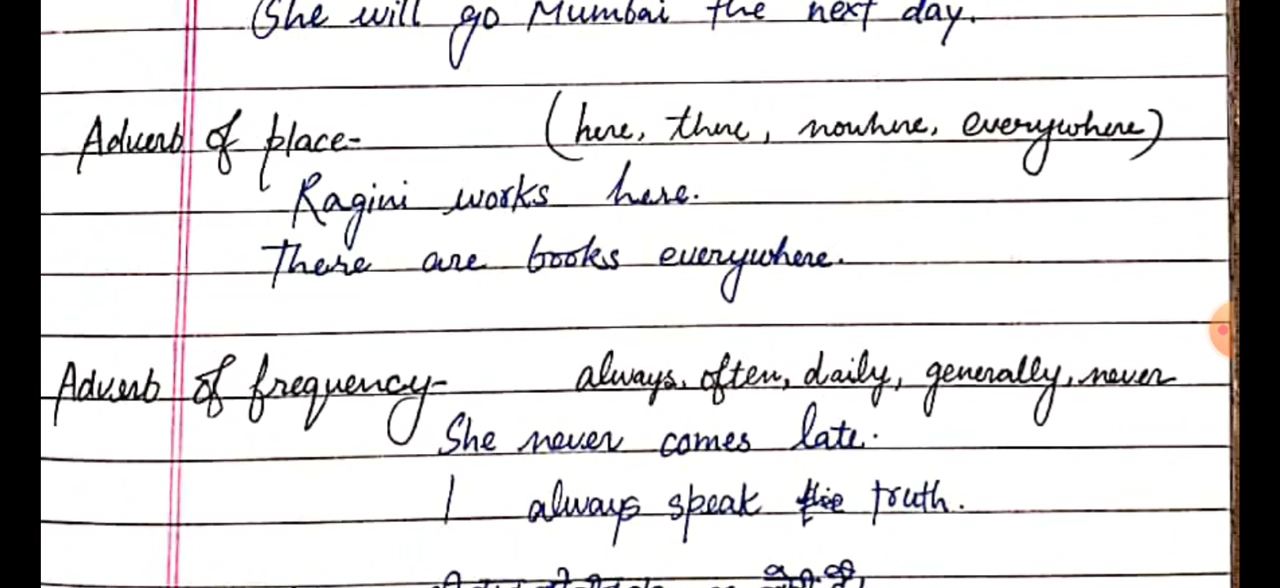 (She will go Mumbai the next day.
Adverb of place- (here, there, nowhere, everywhere)
Ragini works here.
There are books everywhere.
Adverb of frequency- always, often, daily, generally, never
She never comes late.
I always speak the truth.